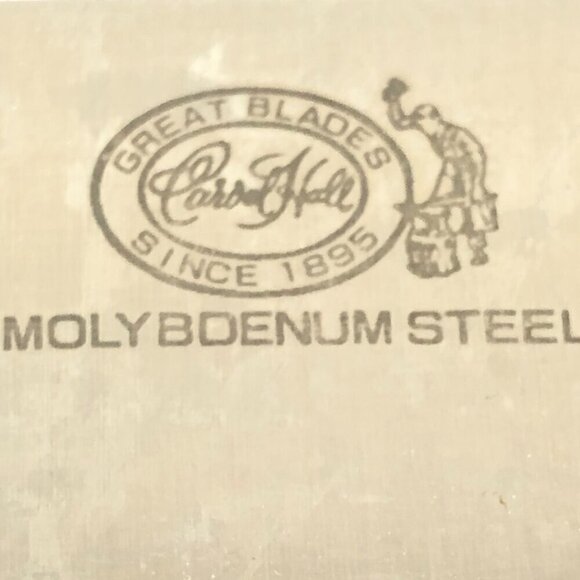 GREAT BLADES
Carvel Hall
SINCE 1895
MOLYBDENUM STEEL